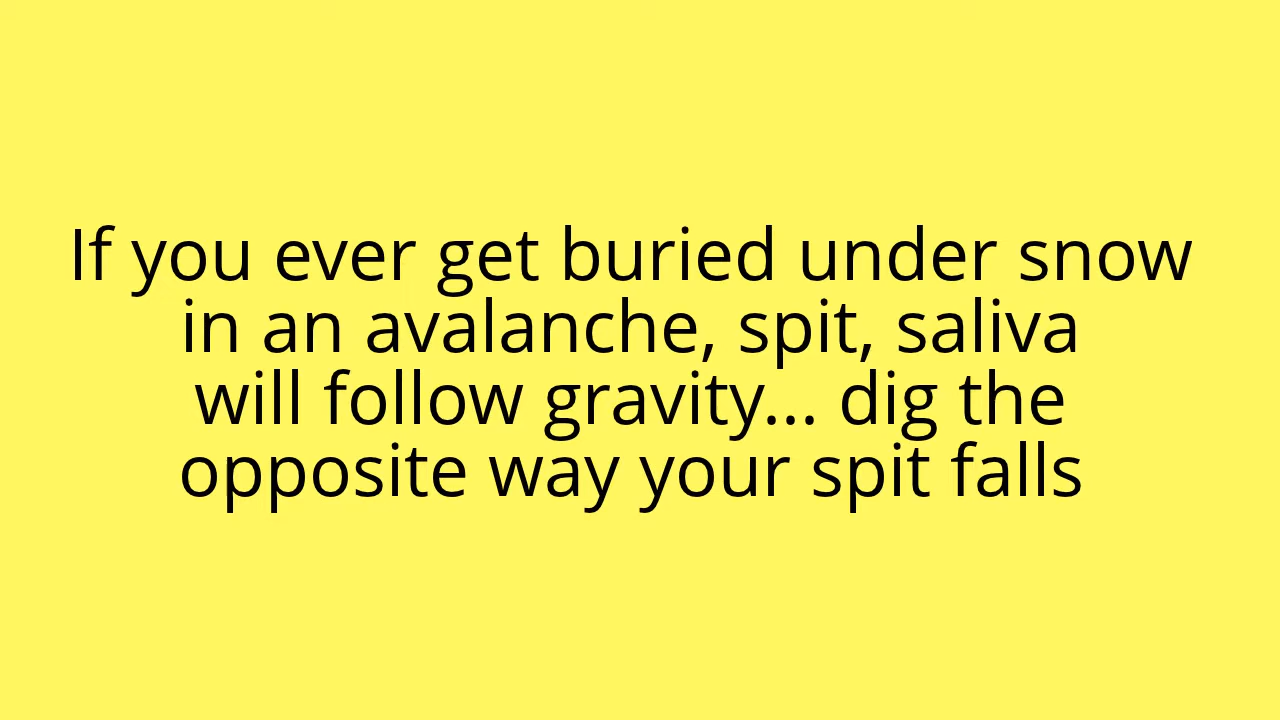 If you ever get buried under snow
in an avalanche, spit, saliva
will follow gravity... dig the
opposite way your spit falls